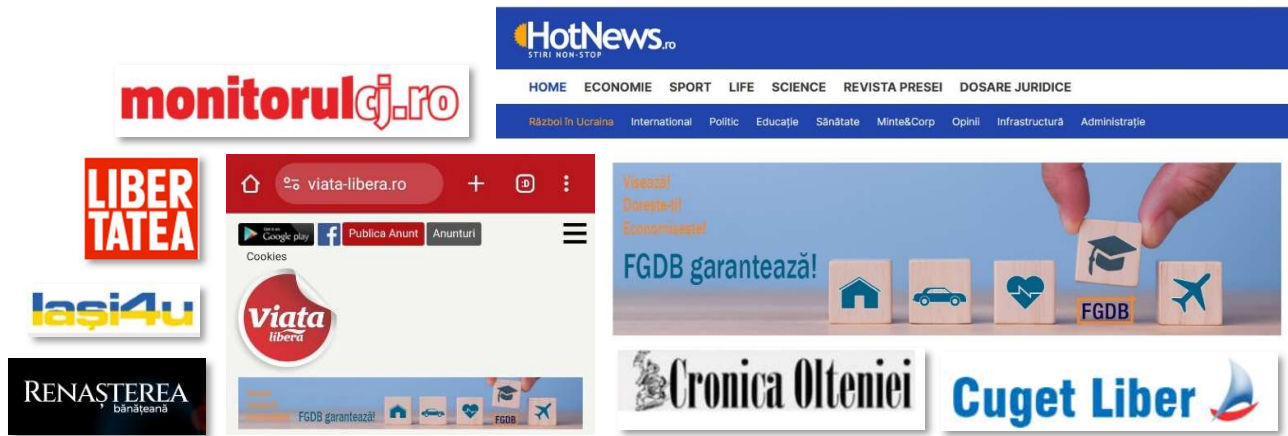 HotNews.ro
STIRI NON-STOP
HOME ECONOMIE SPORT LIFE SCIENCE REVISTA PRESEI DOSARE JURIDICE
Război în Ucraina International Politic Educație Sănătate Minte&Corp Opinii Infrastructură Administrație
monitorulcj.ro
LIBER
TATEA
viata-libera.ro
Google play Publica Anunt Anunturi
Cookies
Viața
liberă
FGDB garantează!
FGDB
Visează!
Dorește-ți!
Economisește!
FGDB garantează!
FGDB
Iași4u
RENAȘTEREA
bănățeană
Cronica Olteniei
Cuget Liber